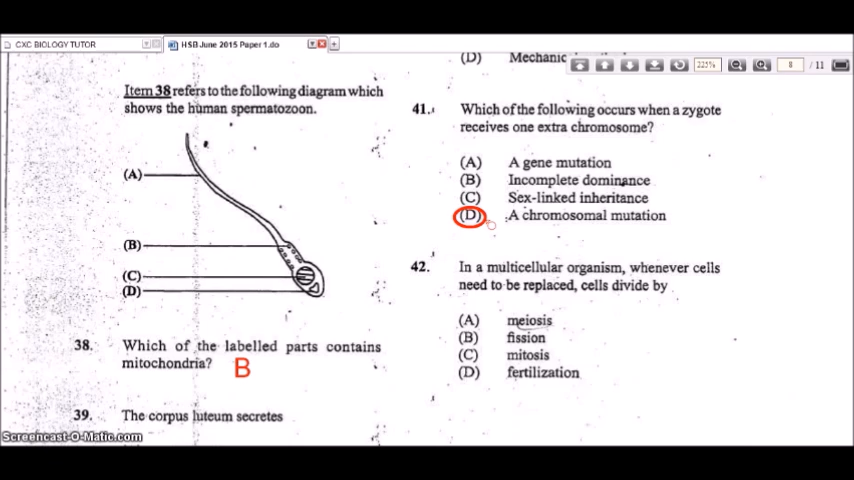 CXC BIOLOGY TUTOR
HSB June 2015 Paper 1.do
225%
8 / 11
Item 38 refers to the following diagram which
shows the human spermatozoon.
(A)
(B)
(C)
(D)
38. Which of the labelled parts contains
mitochondria? B
39. The corpus luteum secretes
(D)
41. Which of the following occurs when a zygote
receives one extra chromosome?
(A) A gene mutation
(B) Incomplete dominance
(C) Sex-linked inheritance
(D) A chromosomal mutation
42. In a multicellular organism, whenever cells
need to be replaced, cells divide by
(A) meiosis
(B) fission
(C) mitosis
(D) fertilization
Screencast-O-Matic.com